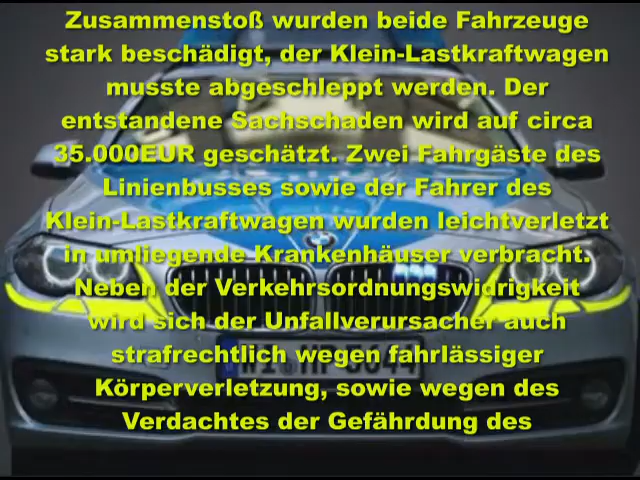 Zusammenstoß wurden beide Fahrzeuge
stark beschädigt, der Klein-Lastkraftwagen
musste abgeschleppt werden. Der
entstandene Sachschaden wird auf circa
35.000EUR geschätzt. Zwei Fahrgäste des
Linienbusses sowie der Fahrer des
Klein-Lastkraftwagen wurden leichtverletzt
in umliegende Krankenhäuser verbracht.
Neben der Verkehrsordnungswidrigkeit
wird sich der Unfallverursacher auch
strafrechtlich wegen fahrlässiger
Körperverletzung, sowie wegen des
Verdachtes der Gefährdung des